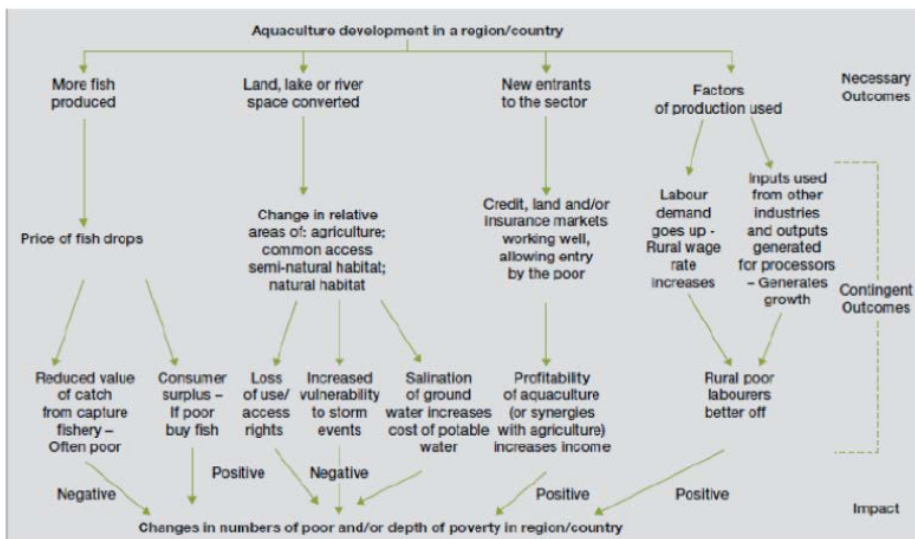 Aquaculture development in a region/country
More fish
produced
Land, lake or river
space converted
New entrants
to the sector
Factors
of production used
Necessary
Outcomes
Price of fish drops
Change in relative
areas of: agriculture;
common access
semi-natural habitat;
natural habitat
Credit, land and/or
insurance markets
working well,
allowing entry
by the poor
Labour
demand
goes up -
Rural wage
rate
increases
Inputs used
from other
industries
and outputs
generated
for processors
– Generates
growth
Contingent
Outcomes
Reduced value
of catch
from capture
fishery –
Often poor
Consumer
surplus –
If poor
buy fish
Loss
of use/
access
rights
Increased
vulnerability
to storm
events
Salination
of ground
water increases
cost of potable
water
Profitability
of aquaculture
(or synergies
with agriculture)
increases income
Rural poor
labourers
better off
Negative
Positive
Negative
Positive
Positive
Impact
Changes in numbers of poor and/or depth of poverty in region/country